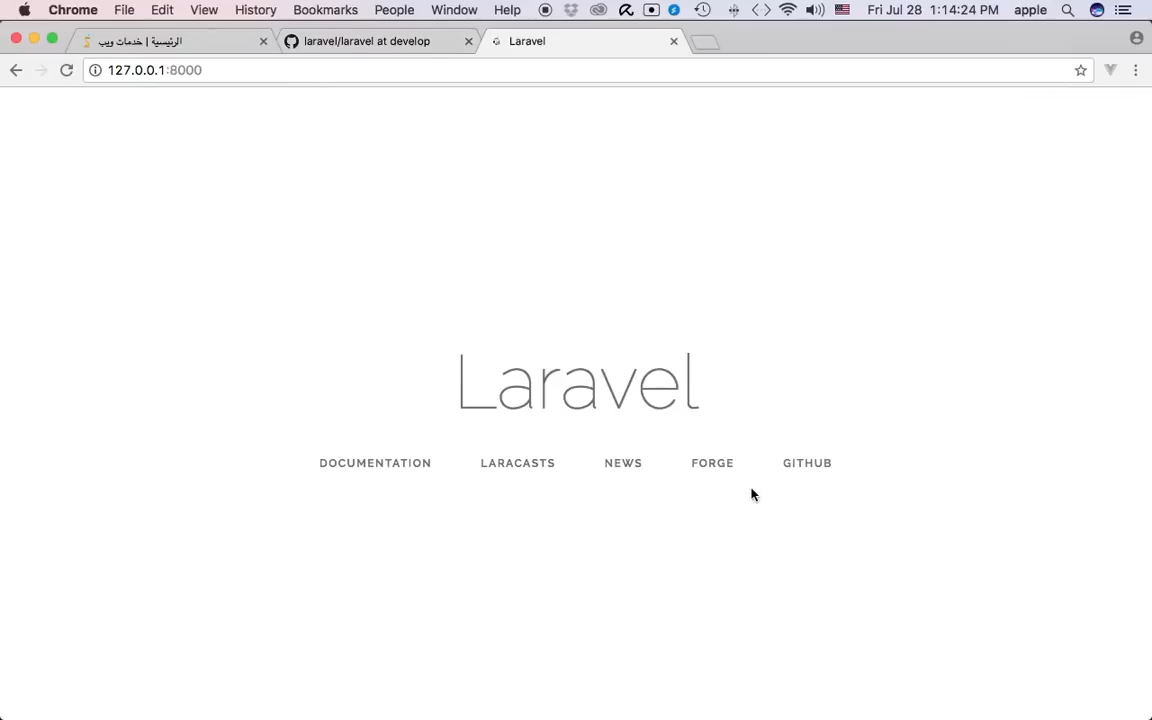 Chrome File Edit View History Bookmarks People Window Help Fri Jul 28 1:14:24 PM apple
الرئيسية | خدمات ويب laravel/laravel at develop Laravel
127.0.0.1:8000
Laravel
DOCUMENTATION LARACASTS NEWS FORGE GITHUB